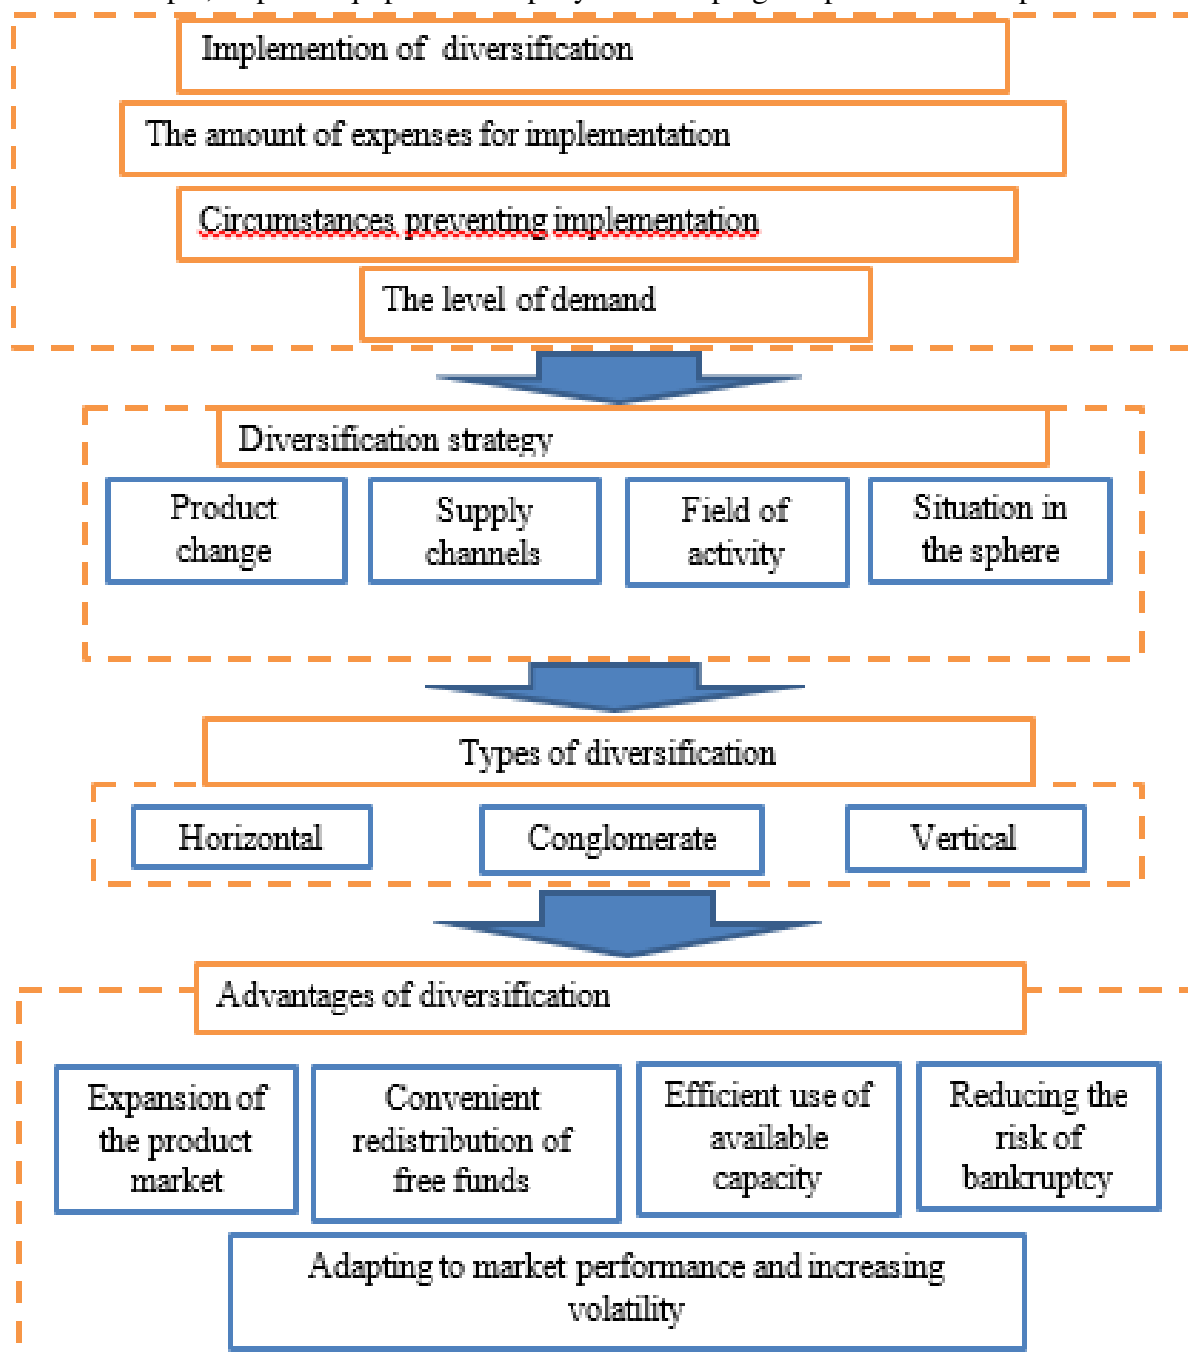 Implemention of diversification
The amount of expenses for implementation
Circumstances preventing implementation
The level of demand
Diversification strategy
Product
change
Supply
channels
Field of
activity
Situation in
the sphere
Types of diversification
Horizontal
Conglomerate
Vertical
Advantages of diversification
Expansion of
the product
market
Convenient
redistribution of
free funds
Efficient use of
available
capacity
Reducing the
risk of
bankruptcy
Adapting to market performance and increasing
volatility